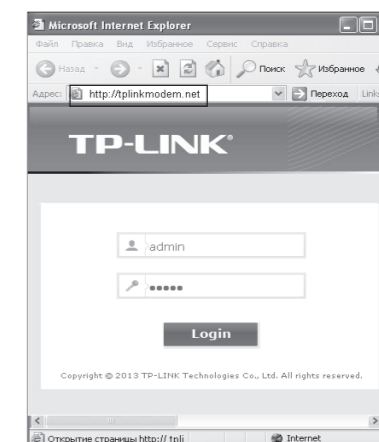 Microsoft Internet Explorer
Файл Правка Вид Избранное Сервис Справка
Назад Поиск Избранное
Адрес: http://tplinkmodem.net Переход Links
TP-LINK®
admin
•••••
Login
Copyright © 2013 TP-LINK Technologies Co., Ltd. All rights reserved.
Открытие страницы http:// tpli Internet